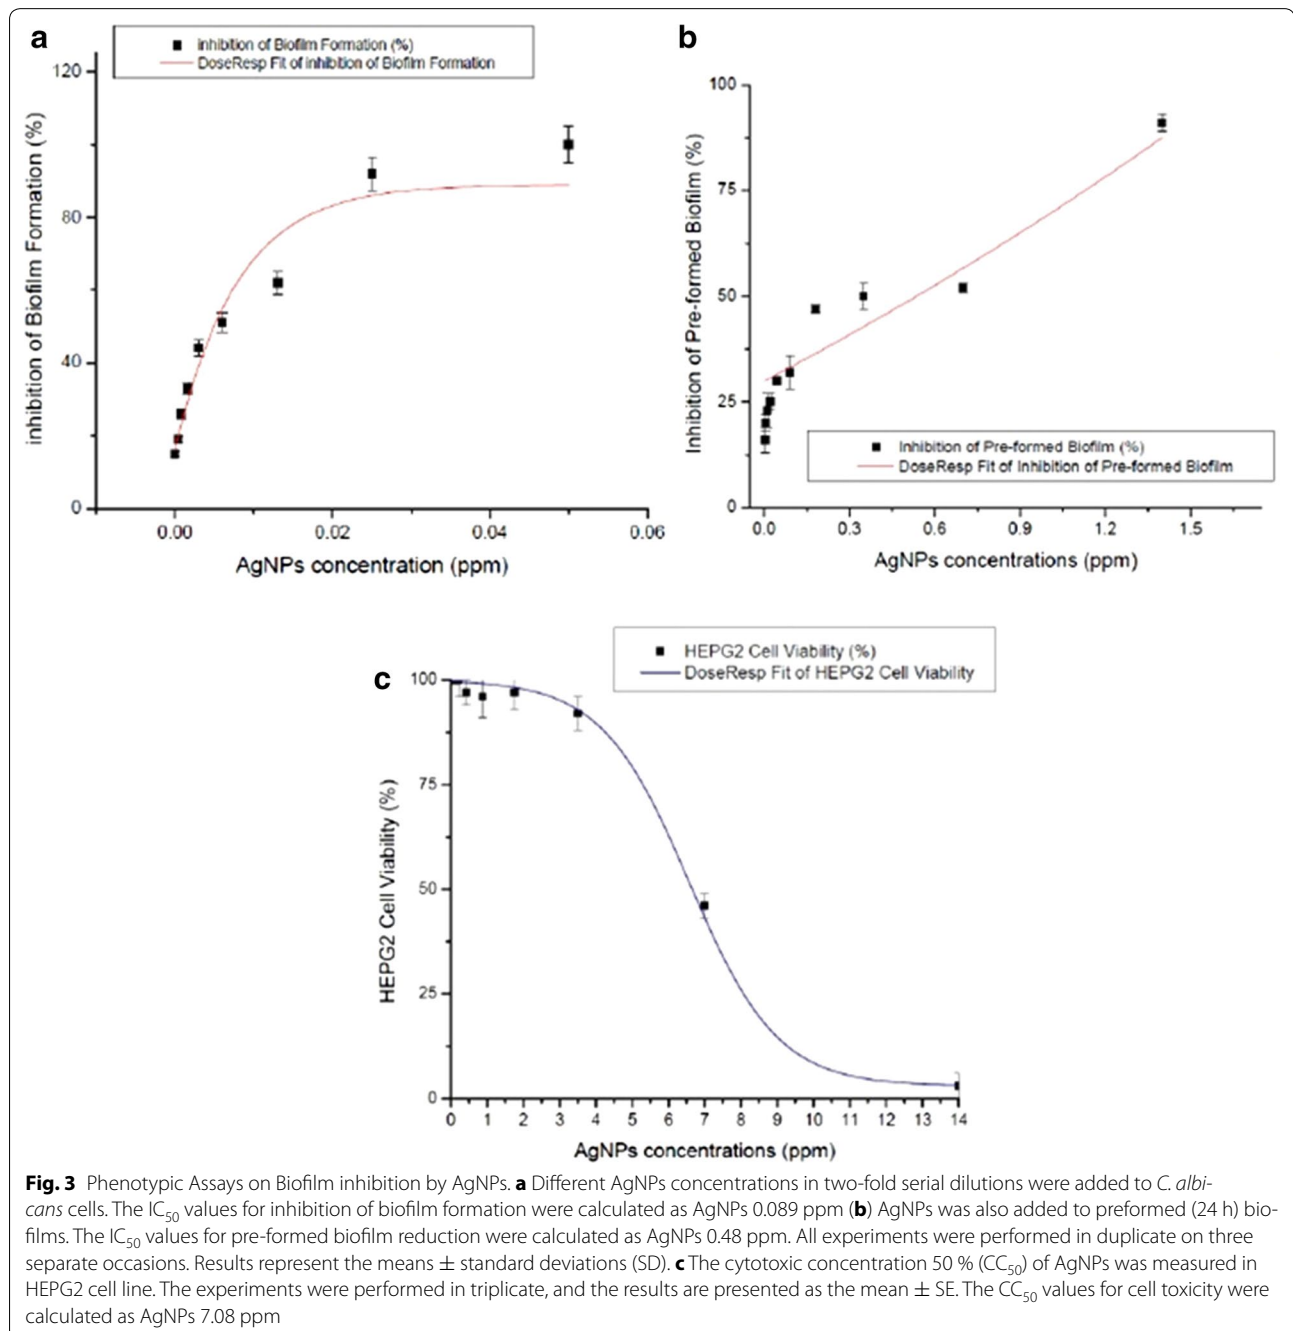 a
inhibition of Biofilm Formation (%)
DoseResp Fit of inhibition of Biofilm Formation
120
80
40
0
inhibition of Biofilm Formation (%)
0.00 0.02 0.04 0.06
AgNPs concentration (ppm)
b
100
75
50
25
0
Inhibition of Pre-formed Biofilm (%)
Inhibition of Pre-formed Biofilm (%)
DoseResp Fit of Inhibition of Pre-formed Biofilm
0.0 0.3 0.6 0.9 1.2 1.5
AgNPs concentrations (ppm)
c
HEPG2 Cell Viability (%)
DoseResp Fit of HEPG2 Cell Viability
100
75
50
25
0
HEPG2 Cell Viability (%)
0 1 2 3 4 5 6 7 8 9 10 11 12 13 14
AgNPs concentrations (ppm)
Fig. 3 Phenotypic Assays on Biofilm inhibition by AgNPs. a Different AgNPs concentrations in two-fold serial dilutions were added to C. albi-
cans cells. The IC50 values for inhibition of biofilm formation were calculated as AgNPs 0.089 ppm (b) AgNPs was also added to preformed (24 h) bio-
films. The IC50 values for pre-formed biofilm reduction were calculated as AgNPs 0.48 ppm. All experiments were performed in duplicate on three
separate occasions. Results represent the means ± standard deviations (SD). c The cytotoxic concentration 50 % (CC50) of AgNPs was measured in
HEPG2 cell line. The experiments were performed in triplicate, and the results are presented as the mean ± SE. The CC50 values for cell toxicity were
calculated as AgNPs 7.08 ppm